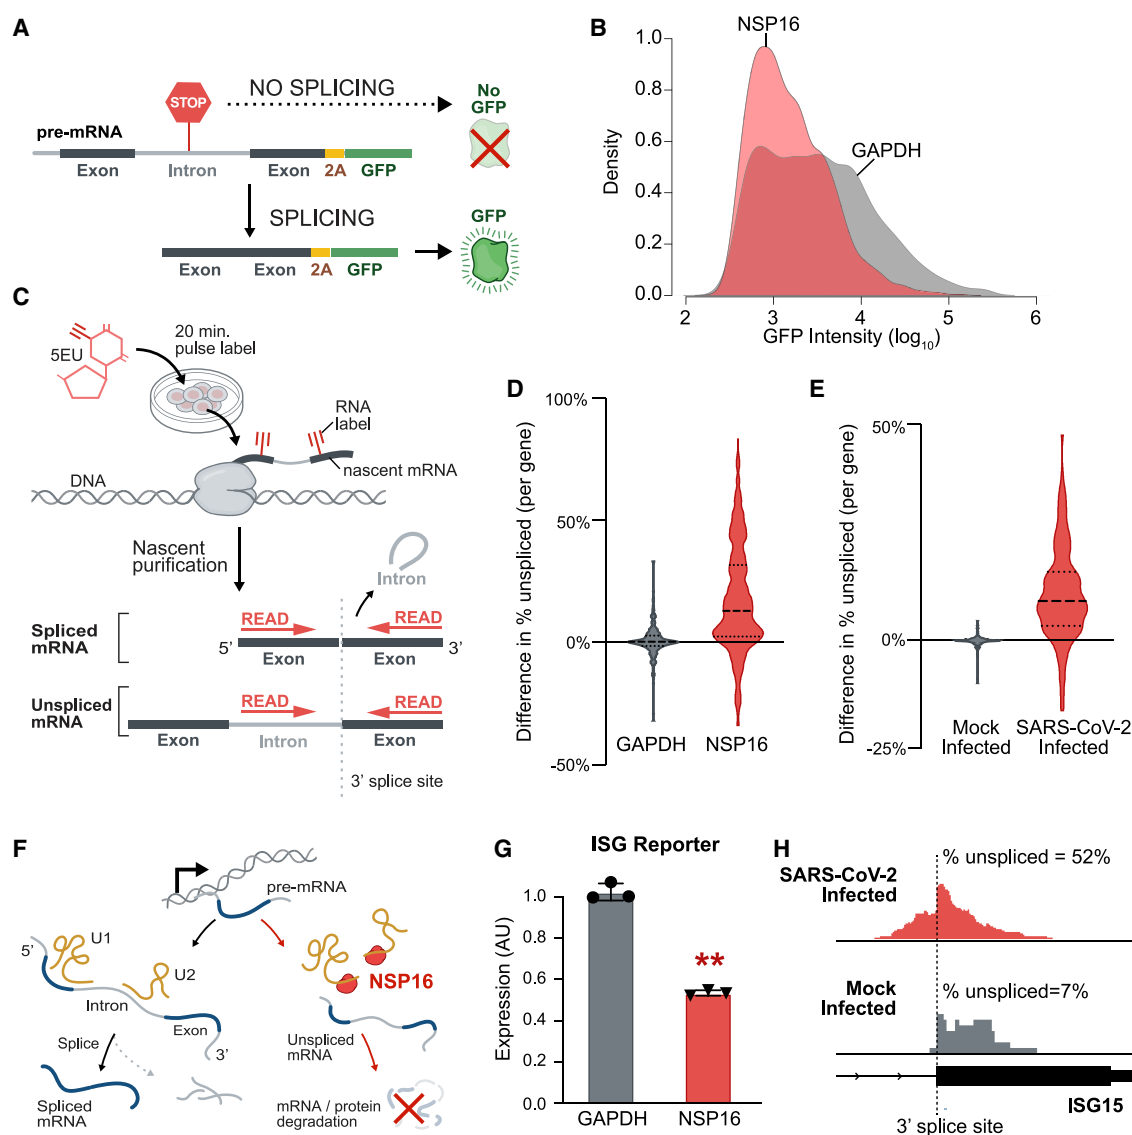 A
NO SPLICING
STOP
No
GFP
pre-mRNA
Exon
Intron
Exon
2A
GFP
SPLICING
GFP
Exon
Exon
2A
GFP
B
NSP16
GAPDH
Density
1.0
0.8
0.6
0.4
0.2
0.0
2
3
4
5
6
GFP Intensity (log10)
C
5EU
20 min.
pulse label
RNA
label
nascent mRNA
DNA
Nascent
purification
Intron
READ
READ
Spliced
mRNA
5’
Exon
Exon
3’
READ
READ
Unspliced
mRNA
Exon
Intron
Exon
3’ splice site
D
Difference in % unspliced (per gene)
100%
50%
0%
-50%
GAPDH
NSP16
E
Difference in % unspliced (per gene)
50%
0%
-25%
Mock
Infected
SARS-CoV-2
Infected
F
pre-mRNA
5’
U1
U2
NSP16
Intron
Exon
3’
Unspliced
mRNA
Splice
Spliced
mRNA
mRNA / protein
degradation
G
ISG Reporter
Expression (AU)
1.0
0.8
0.6
0.4
0.2
0.0
**
GAPDH
NSP16
H
% unspliced = 52%
SARS-CoV-2
Infected
% unspliced=7%
Mock
Infected
ISG15
3’ splice site